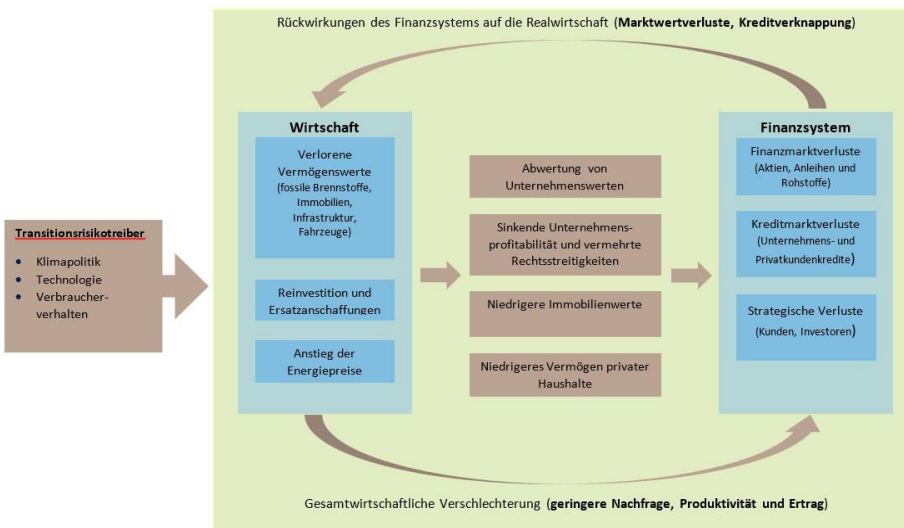 Rückwirkungen des Finanzsystems auf die Realwirtschaft (Marktwertverluste, Kreditverknappung)
Transitionsrisikotreiber
Klimapolitik
Technologie
Verbraucher-
verhalten
Wirtschaft
Verlorene
Vermögenswerte
(fossile Brennstoffe,
Immobilien,
Infrastruktur,
Fahrzeuge)
Reinvestition und
Ersatzanschaffungen
Anstieg der
Energiepreise
Abwertung von
Unternehmenswerten
Sinkende Unternehmens-
profitabilität und vermehrte
Rechtsstreitigkeiten
Niedrigere Immobilienwerte
Niedrigeres Vermögen privater
Haushalte
Finanzsystem
Finanzmarktverluste
(Aktien, Anleihen und
Rohstoffe)
Kreditmarktverluste
(Unternehmens- und
Privatkundenkredite)
Strategische Verluste
(Kunden, Investoren)
Gesamtwirtschaftliche Verschlechterung (geringere Nachfrage, Produktivität und Ertrag)